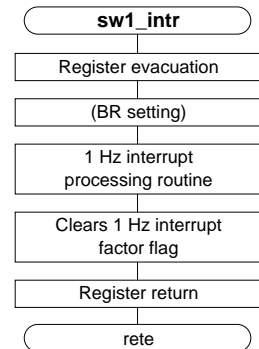 sw1_intr
Register evacuation
(BR setting)
1 Hz interrupt
processing routine
Clears 1 Hz interrupt
factor flag
Register return
rete